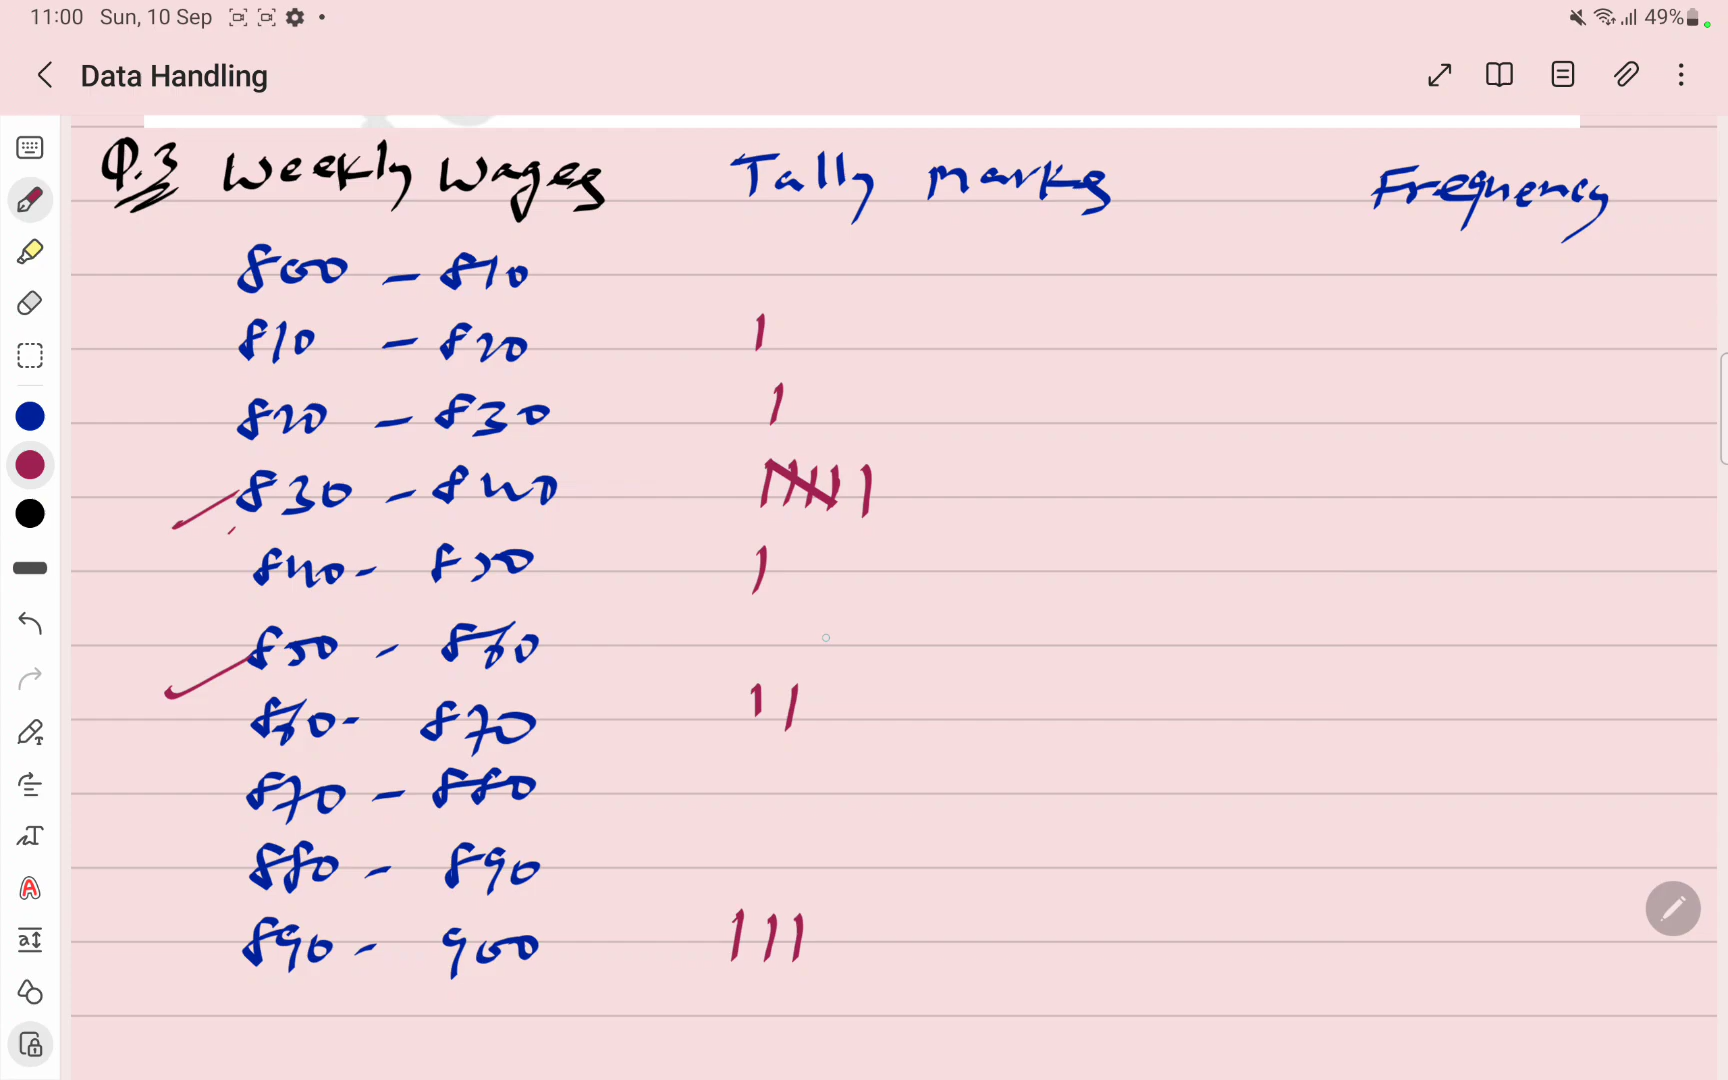 11:00 Sun, 10 Sep 49%
Data Handling
Q.3 Weekly Wages Tally marks Frequency
800 - 810
810 - 820 |
820 - 830 |
830 - 840 |||| |
840 - 850 |
850 - 860
860 - 870 ||
870 - 880
880 - 890
890 - 900 |||